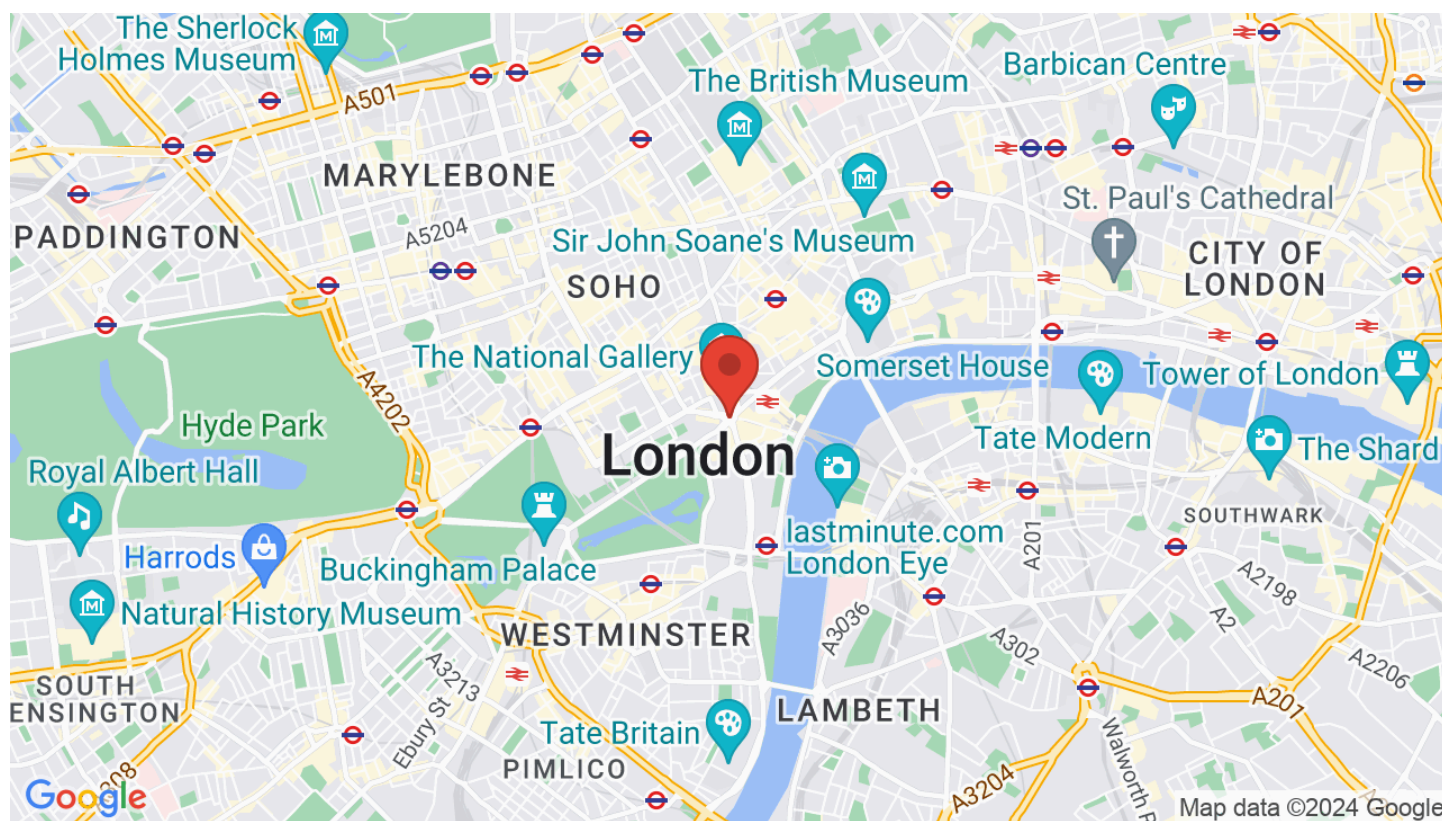 The Sherlock
Holmes Museum
A501
The British Museum
Barbican Centre
MARYLEBONE
St. Paul's Cathedral
PADDINGTON
A5204
Sir John Soane's Museum
CITY OF
LONDON
SOHO
The National Gallery
Somerset House
Tower of London
A4202
Hyde Park
London
Tate Modern
The Shard
Royal Albert Hall
SOUTHWARK
lastminute.com
London Eye
A201
Harrods
Buckingham Palace
Natural History Museum
A2198
A2
A3036
WESTMINSTER
A302
A2206
A3213
SOUTH
ENSINGTON
Ebury St
LAMBETH
A201
Tate Britain
PIMLICO
A3204
Walworth R
Google
Map data ©2024 Google